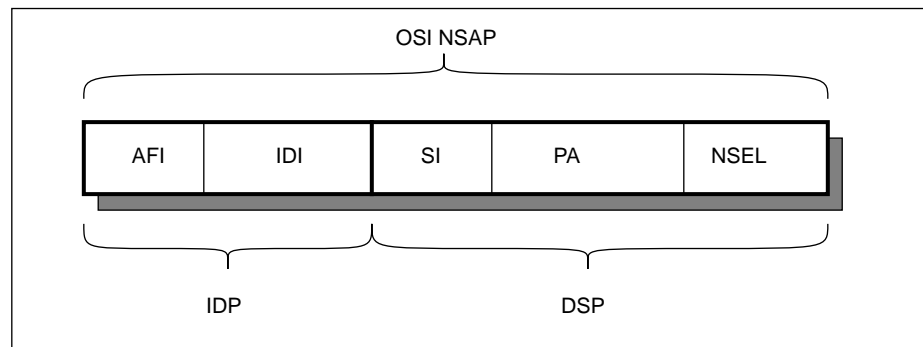 OSI NSAP
AFI IDI SI PA NSEL
IDP DSP